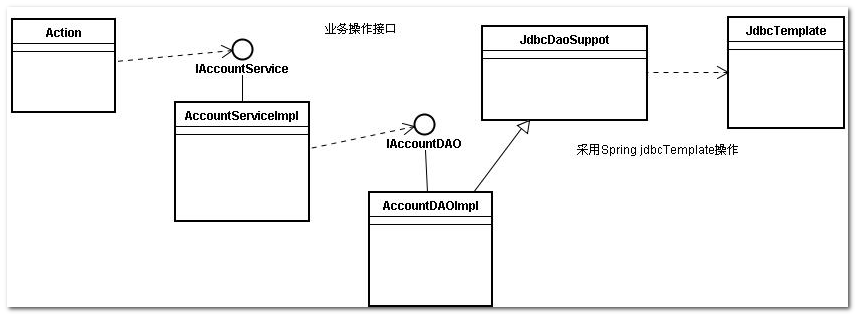 Action
业务操作接口
JdbcDaoSuppot
JdbcTemplate
IAccountService
AccountServiceImpl
IAccountDAO
采用Spring jdbcTemplate操作
AccountDAOImpl